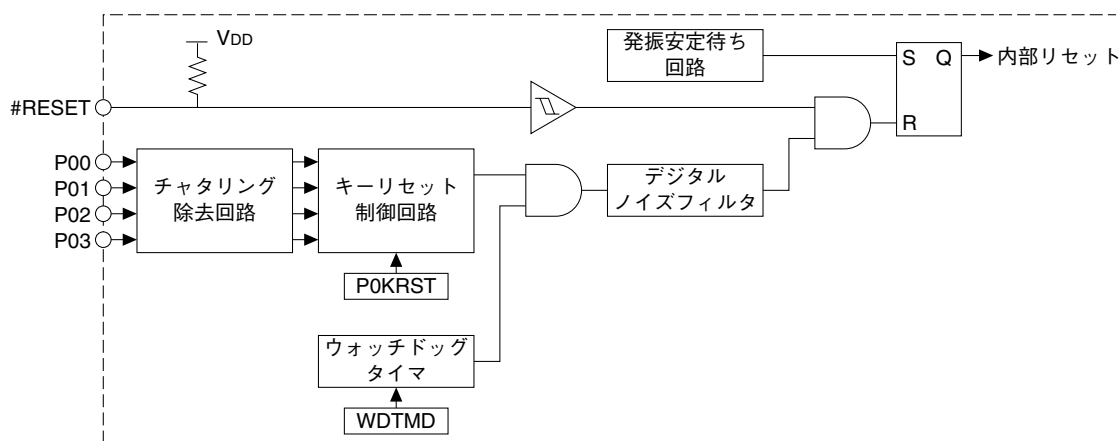 VDD
発振安定待ち
回路
S Q
内部リセット
#RESET
R
P00
P01
P02
P03
チャタリング
除去回路
キーリセット
制御回路
デジタル
ノイズフィルタ
P0KRST
ウォッチドッグ
タイマ
WDTMD